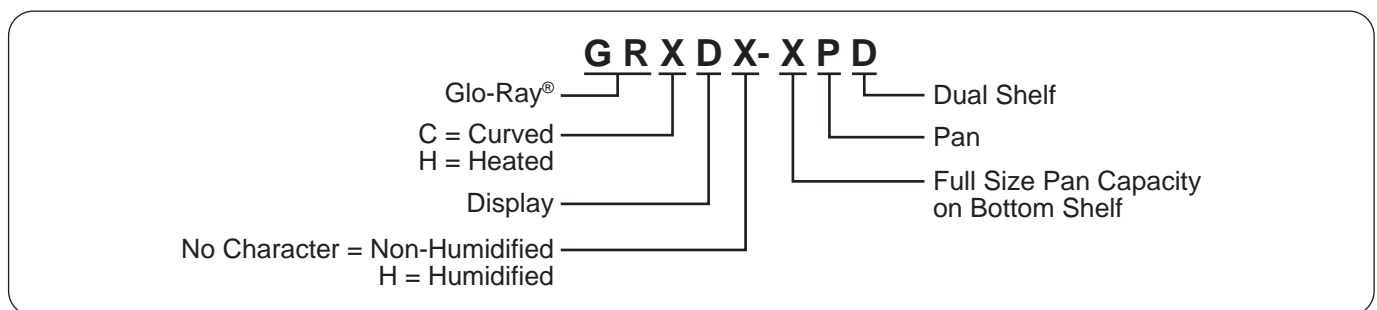 G R X D X- X P D
Glo-Ray®
C = Curved
H = Heated
Display
No Character = Non-Humidified
H = Humidified
Dual Shelf
Pan
Full Size Pan Capacity
on Bottom Shelf